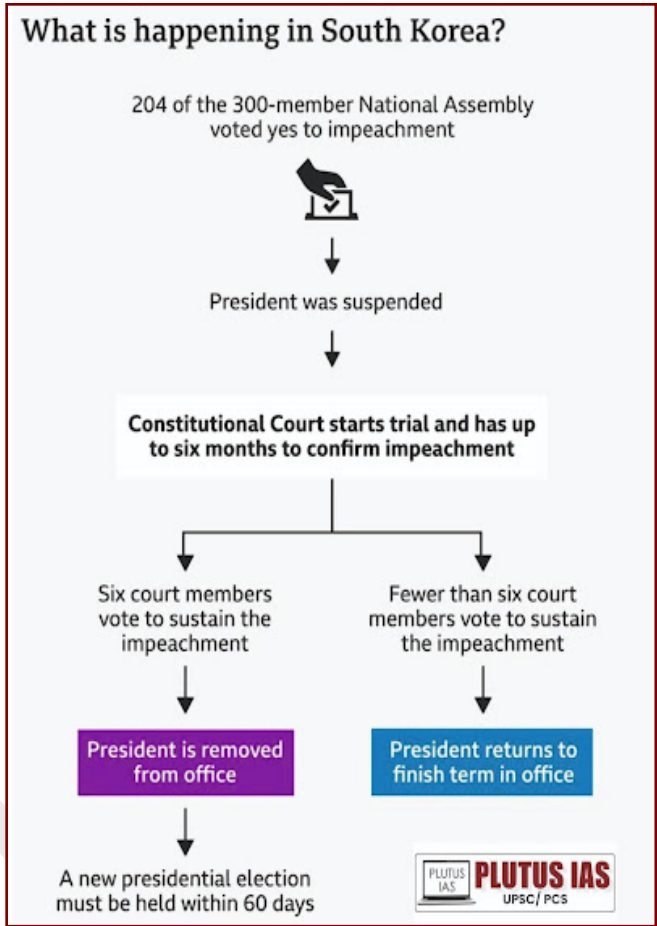 What is happening in South Korea?
204 of the 300-member National Assembly
voted yes to impeachment
President was suspended
Constitutional Court starts trial and has up
to six months to confirm impeachment
Six court members
vote to sustain the
impeachment
Fewer than six court
members vote to sustain
the impeachment
President is removed
from office
President returns to
finish term in office
A new presidential election
must be held within 60 days
PLUTUS
IAS
PLUTUS IAS
UPSC/ PCS